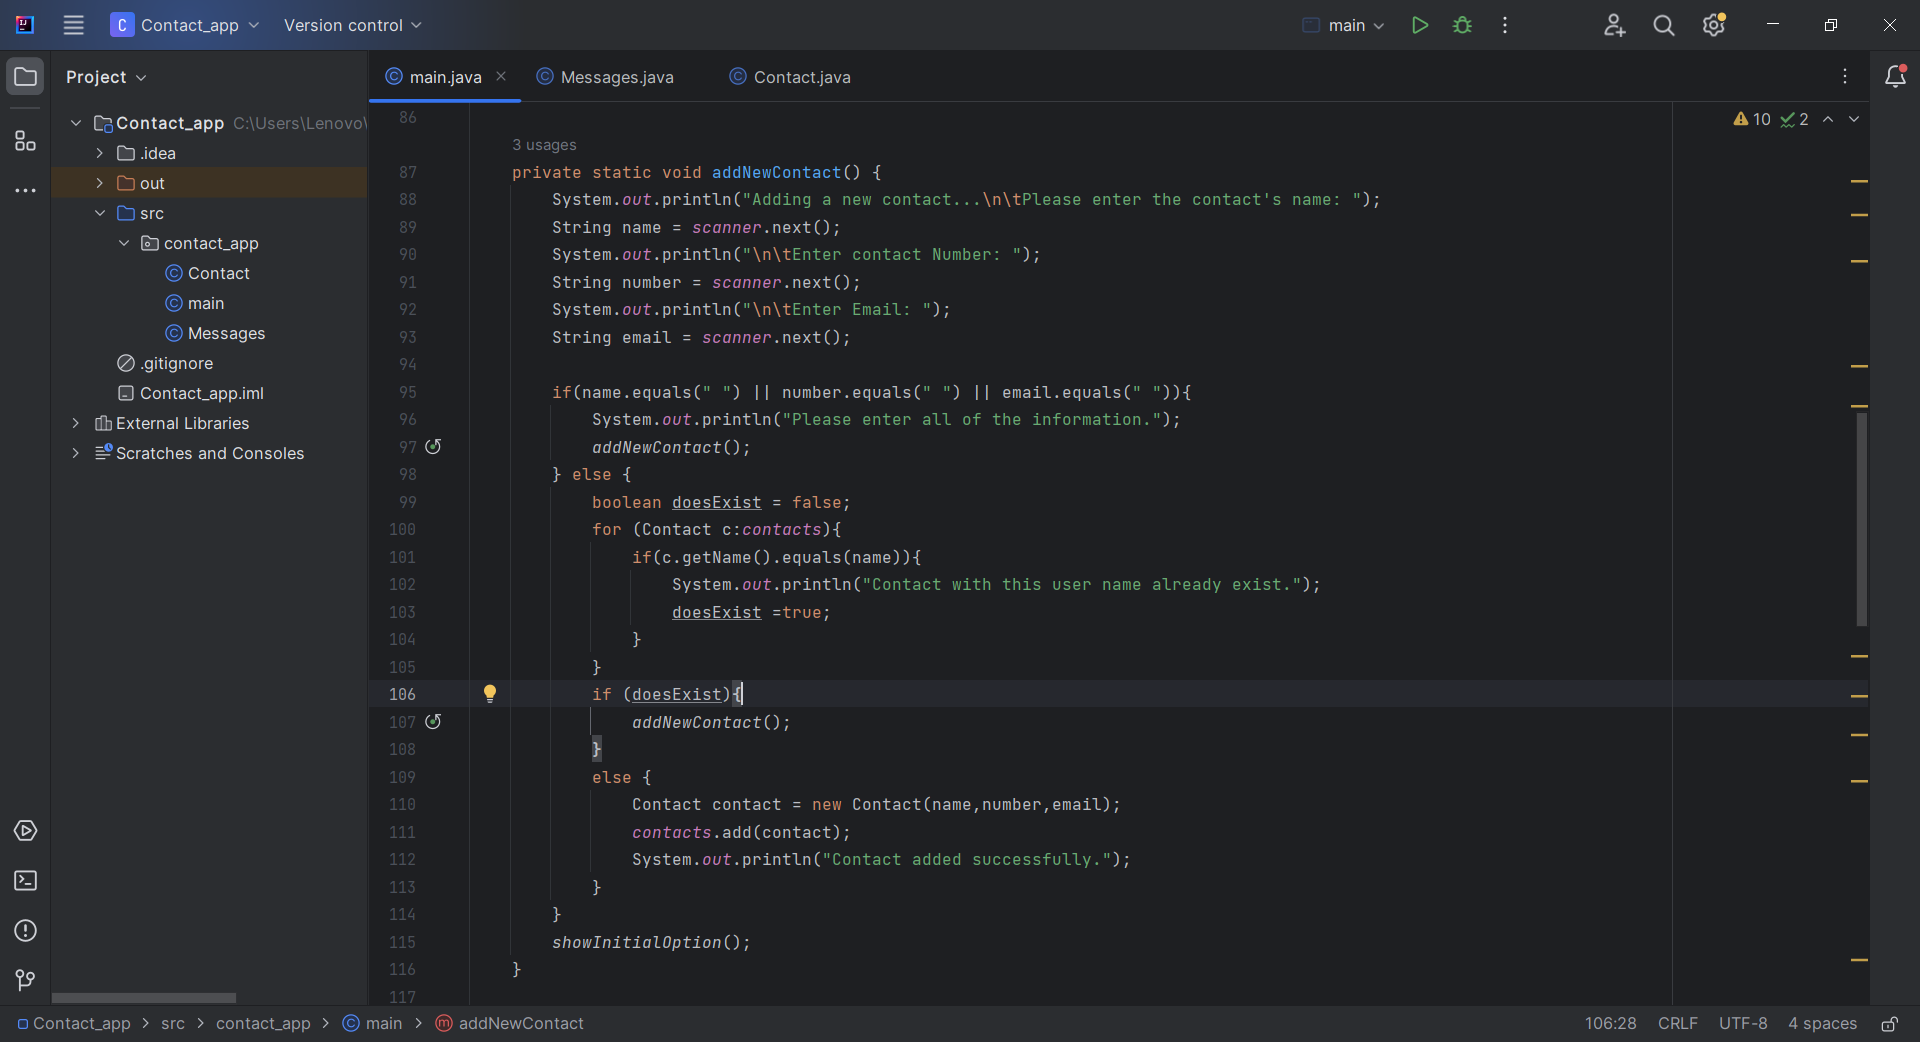 Contact_app Version control main
Project
main.java Messages.java Contact.java
Contact_app C:\Users\Lenovo\
.idea
out
src
contact_app
Contact
main
Messages
.gitignore
Contact_app.iml
External Libraries
Scratches and Consoles
10 2
86
3 usages
87 private static void addNewContact() {
88 System.out.println("Adding a new contact...\n\tPlease enter the contact's name: ");
89 String name = scanner.next();
90 System.out.println("\n\tEnter contact Number: ");
91 String number = scanner.next();
92 System.out.println("\n\tEnter Email: ");
93 String email = scanner.next();
94
95 if(name.equals(" ") || number.equals(" ") || email.equals(" ")){
96 System.out.println("Please enter all of the information.");
97 addNewContact();
98 } else {
99 boolean doesExist = false;
100 for (Contact c:contacts){
101 if(c.getName().equals(name)){
102 System.out.println("Contact with this user name already exist.");
103 doesExist =true;
104 }
105 }
106 if (doesExist){
107 addNewContact();
108 }
109 else {
110 Contact contact = new Contact(name,number,email);
111 contacts.add(contact);
112 System.out.println("Contact added successfully.");
113 }
114 }
115 showInitialOption();
116 }
117
Contact_app > src > contact_app > main > addNewContact
106:28 CRLF UTF-8 4 spaces